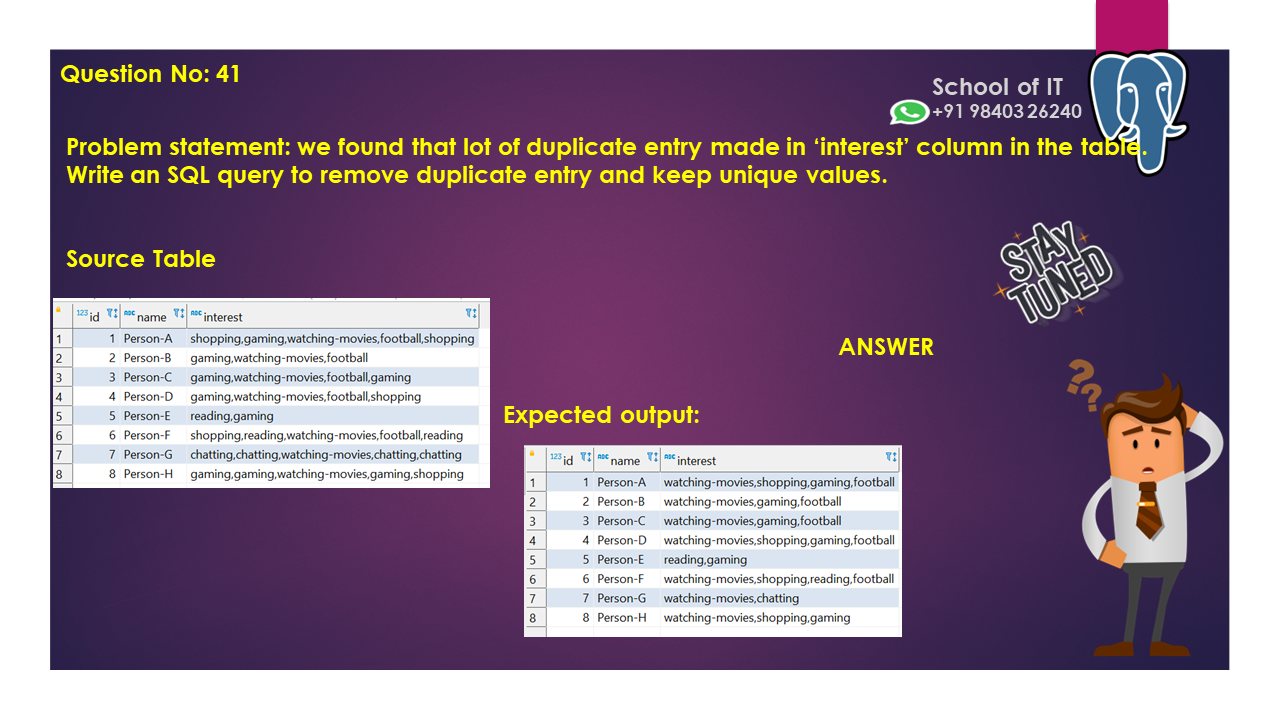 Question No: 41
School of IT
+91 98403 26240
Problem statement: we found that lot of duplicate entry made in ‘interest’ column in the table.
Write an SQL query to remove duplicate entry and keep unique values.
STAY
TUNED
Source Table
123 id ABC name ABC interest
1 1 Person-A shopping,gaming,watching-movies,football,shopping
2 2 Person-B gaming,watching-movies,football
3 3 Person-C gaming,watching-movies,football,gaming
4 4 Person-D gaming,watching-movies,football,shopping
5 5 Person-E reading,gaming
6 6 Person-F shopping,reading,watching-movies,football,reading
7 7 Person-G chatting,chatting,watching-movies,chatting,chatting
8 8 Person-H gaming,gaming,watching-movies,gaming,shopping
ANSWER
??
Expected output:
123 id ABC name ABC interest
1 1 Person-A watching-movies,shopping,gaming,football
2 2 Person-B watching-movies,gaming,football
3 3 Person-C watching-movies,gaming,football
4 4 Person-D watching-movies,shopping,gaming,football
5 5 Person-E reading,gaming
6 6 Person-F watching-movies,shopping,reading,football
7 7 Person-G watching-movies,chatting
8 8 Person-H watching-movies,shopping,gaming